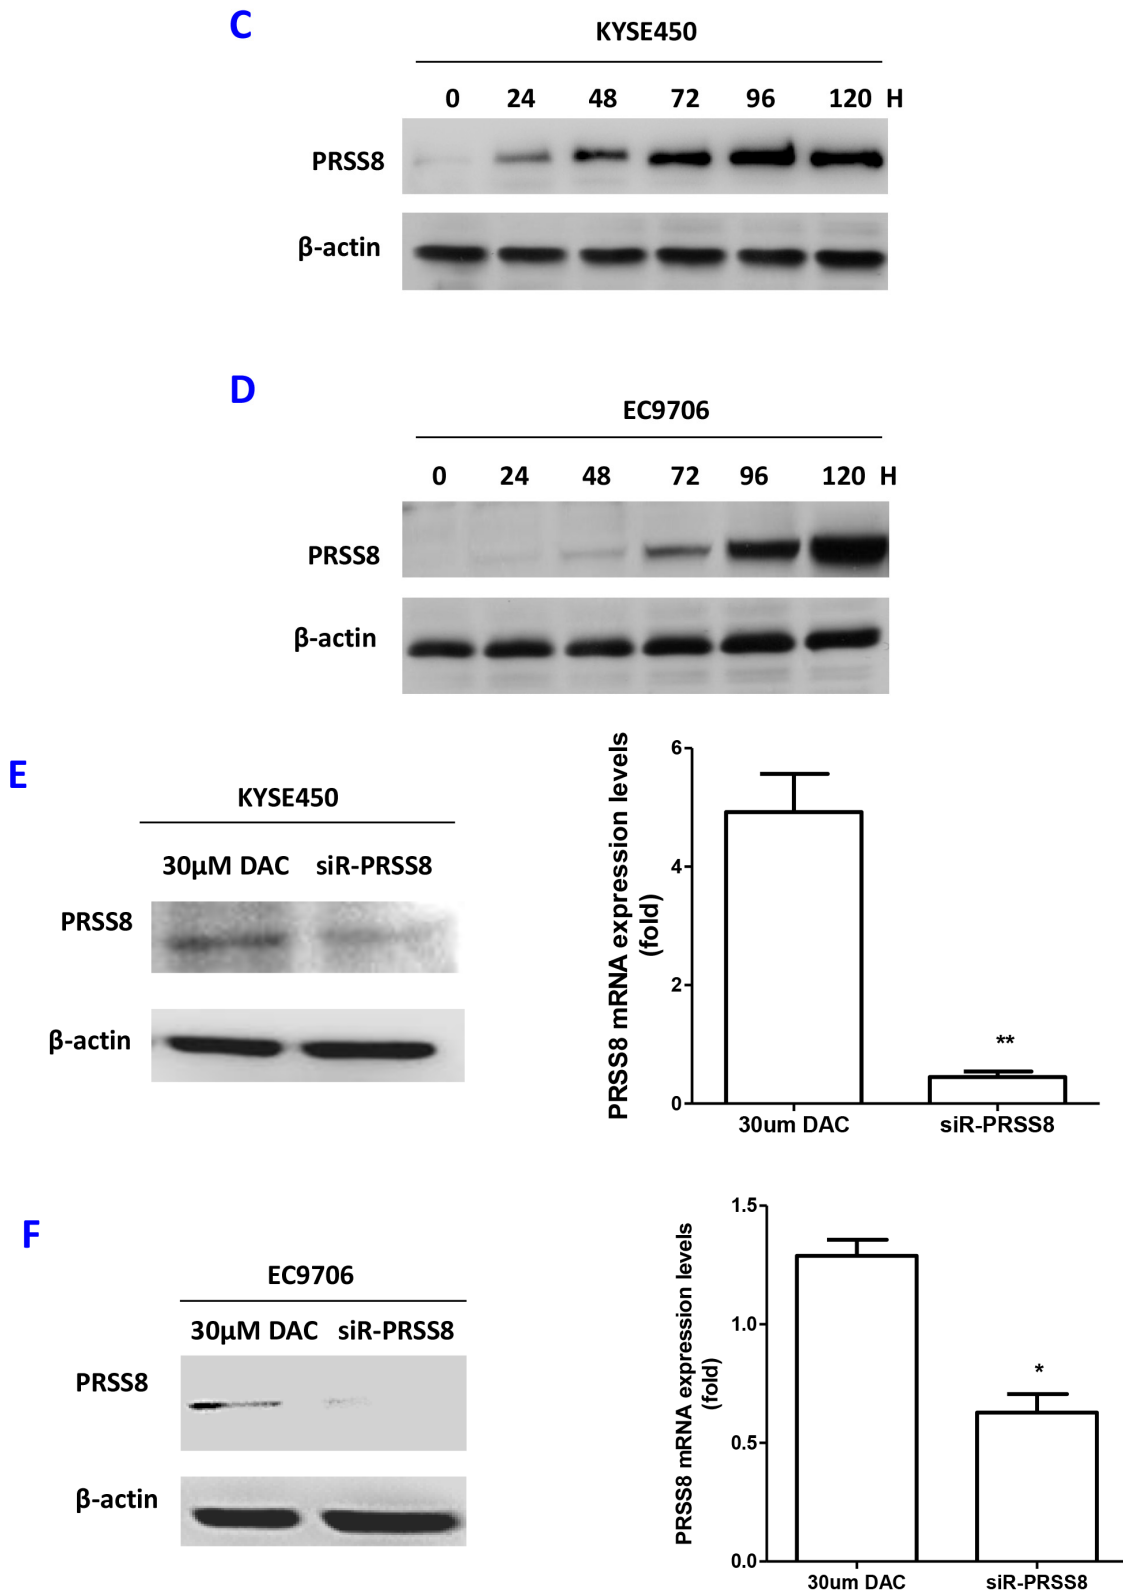 C
KYSE450
0 24 48 72 96 120 H
PRSS8
β-actin
D
EC9706
0 24 48 72 96 120 H
PRSS8
β-actin
E
KYSE450
30μM DAC siR-PRSS8
PRSS8
β-actin
PRSS8 mRNA expression levels
(fold)
6
4
2
0
**
30um DAC siR-PRSS8
F
EC9706
30μM DAC siR-PRSS8
PRSS8
β-actin
PRSS8 mRNA expression levels
(fold)
1.5
1.0
0.5
0.0
*
30um DAC siR-PRSS8